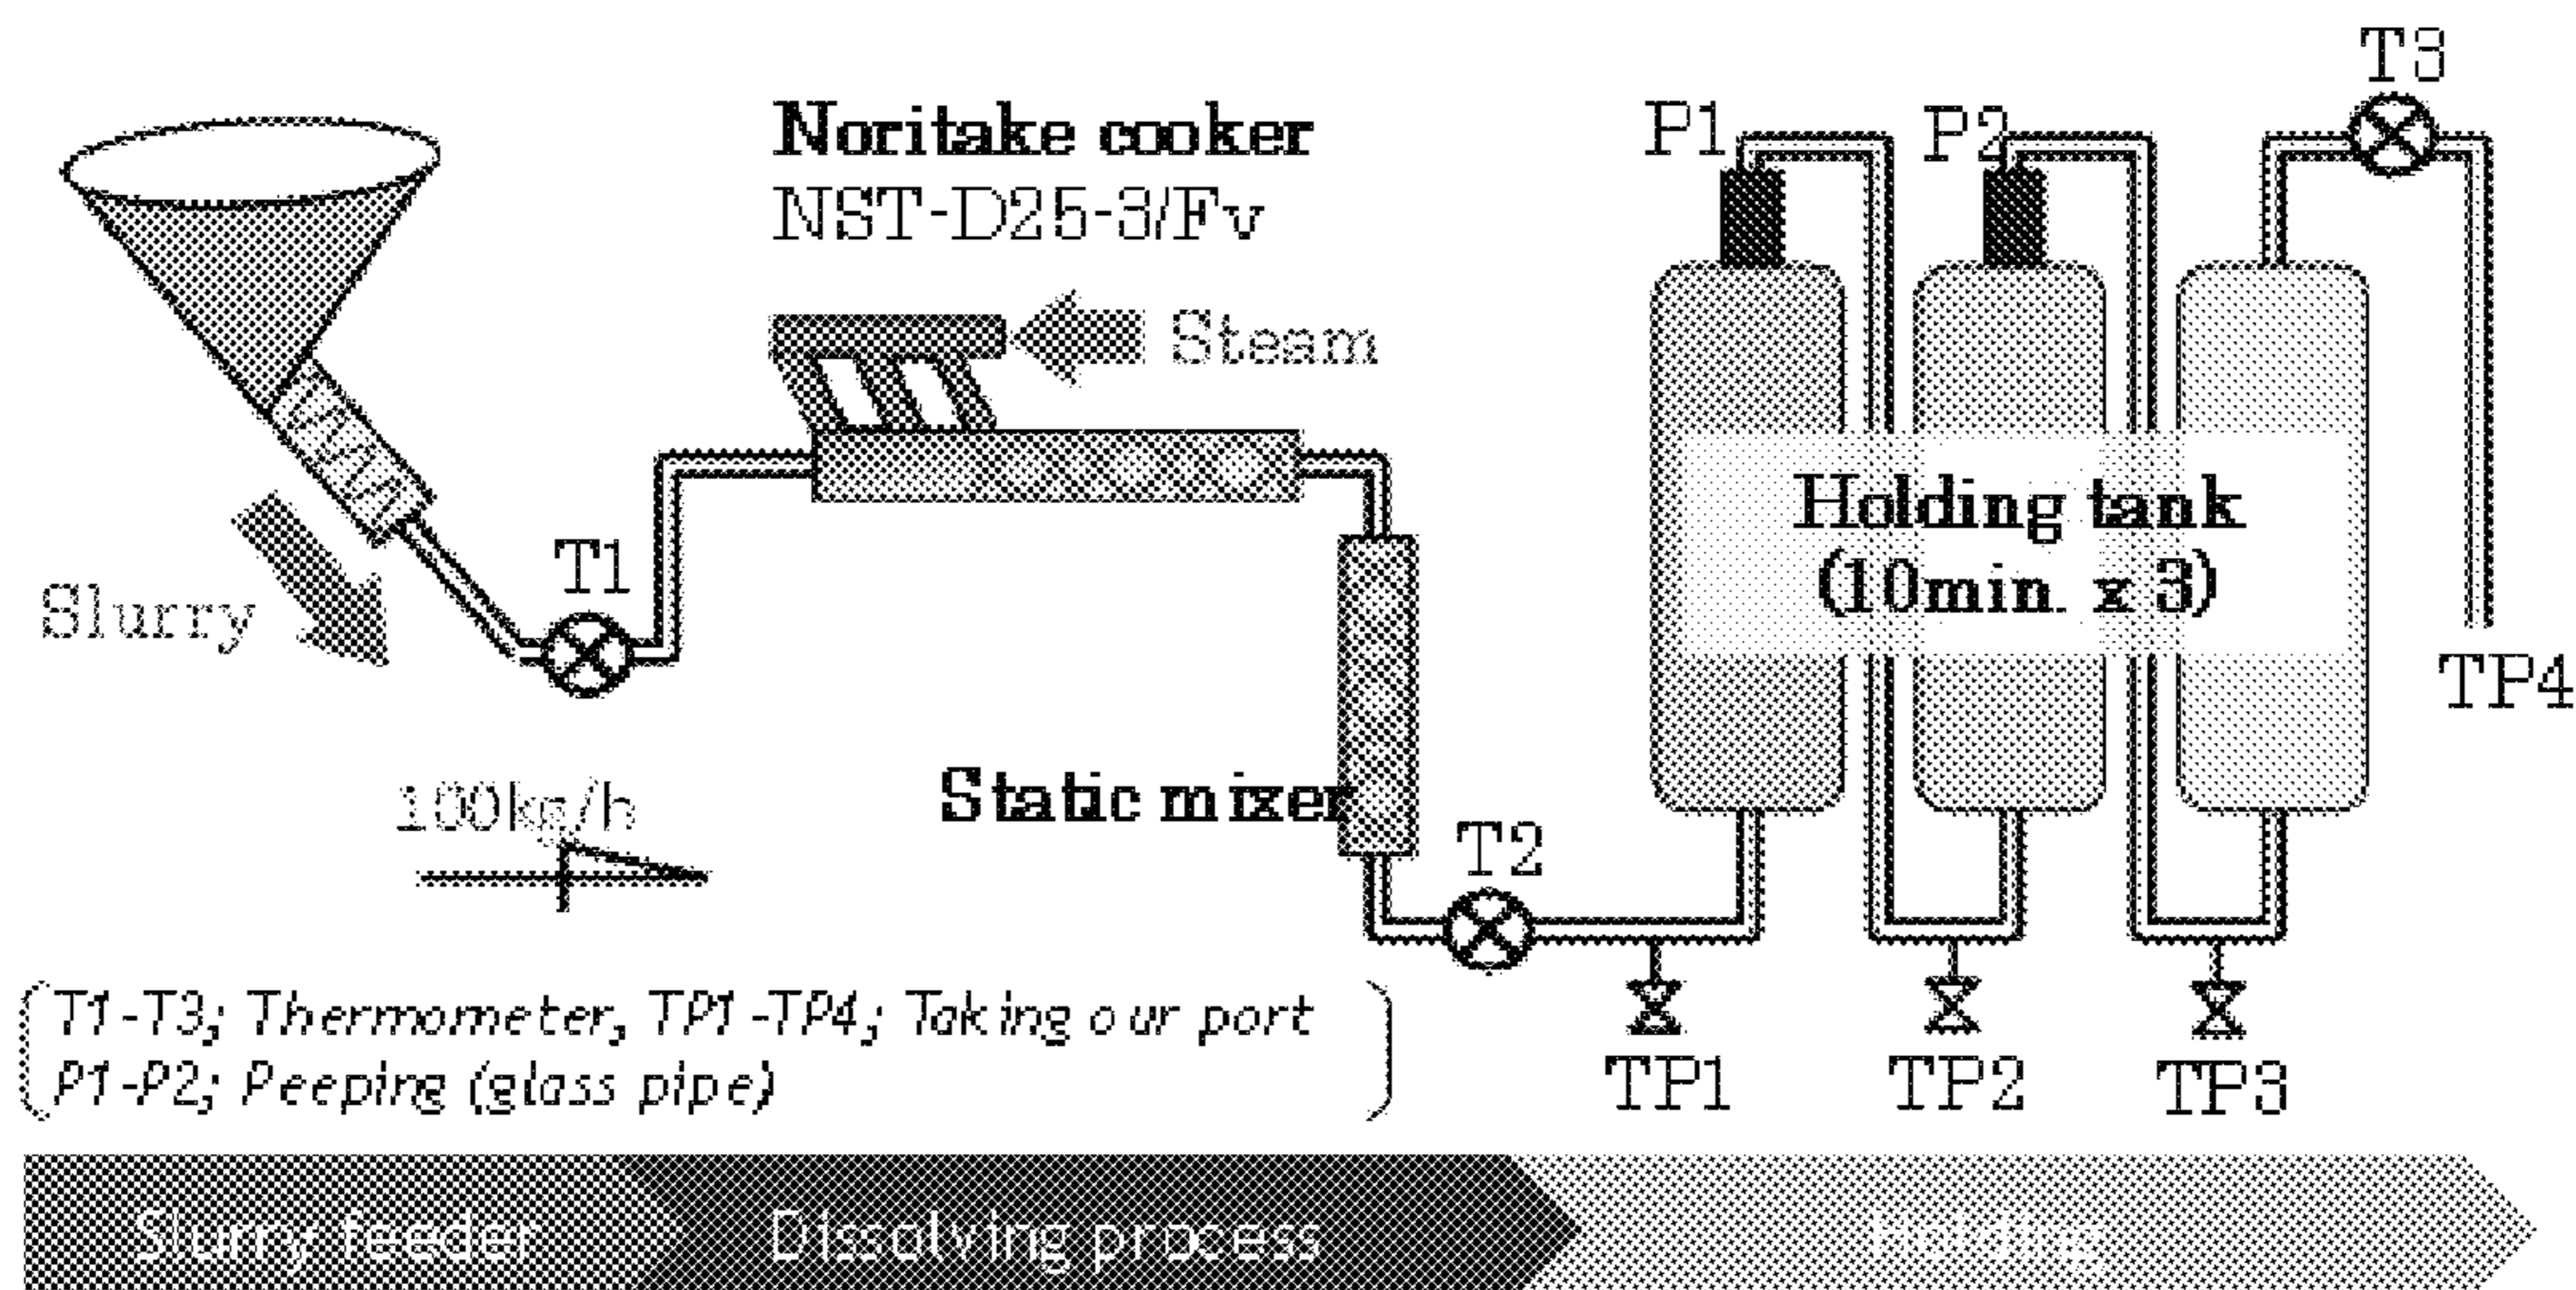 T3
P1
P2
Noritake cooker
NST-D25-3/Fv
Steam
Holding tank
(10min. x 3)
T1
Slurry
TP4
100kg/h
Static mixer
T2
T1-T3; Thermometer, TP1-TP4; Taking our port
P1-P2; Peeping (glass pipe)
TP1
TP2
TP3
Slurry feeder
Dissolving process
Holding